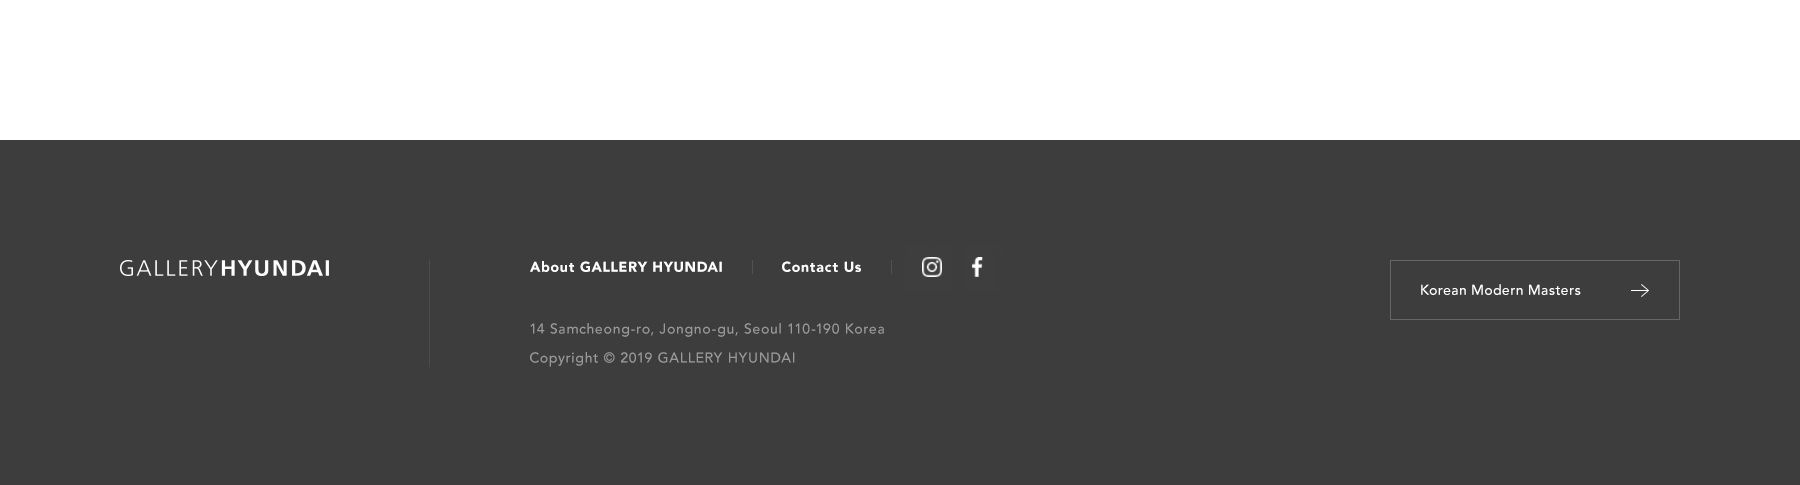 GALLERYHYUNDAI
About GALLERY HYUNDAI
Contact Us
14 Samcheong-ro, Jongno-gu, Seoul 110-190 Korea
Copyright © 2019 GALLERY HYUNDAI
Korean Modern Masters